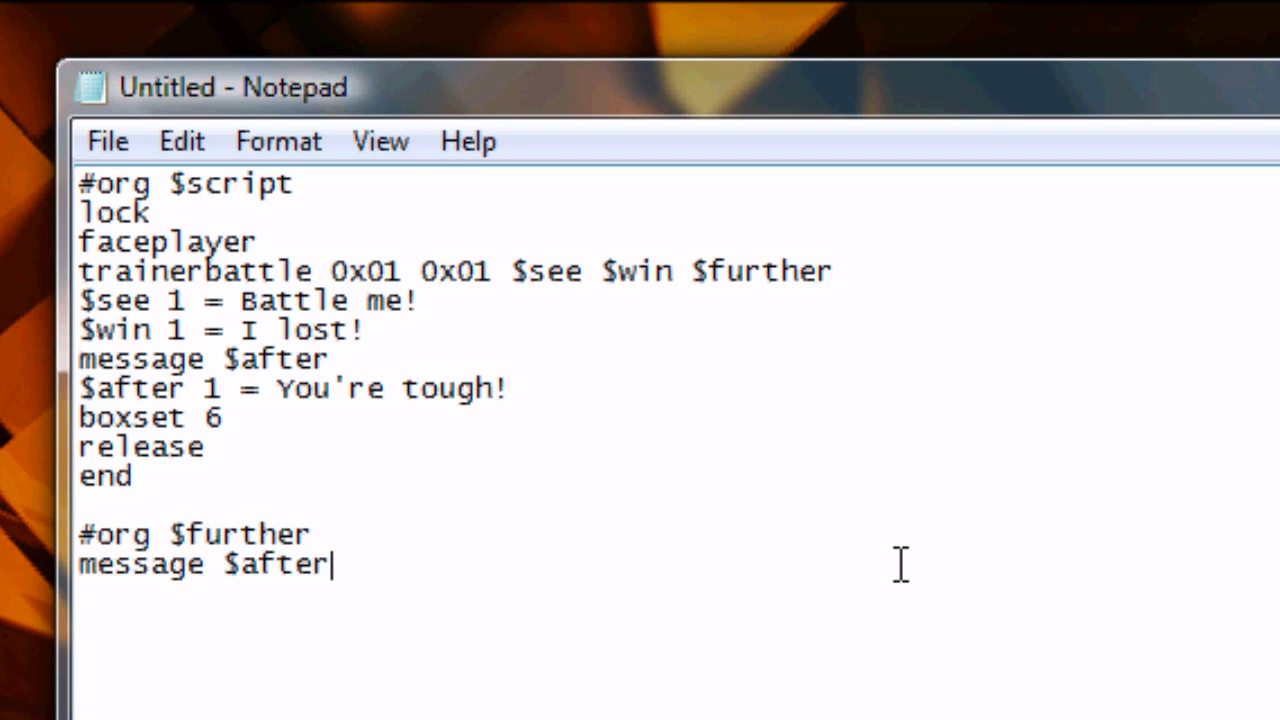 Untitled - Notepad
File Edit Format View Help
#org $script
lock
faceplayer
trainerbattle 0x01 0x01 $see $win $further
$see 1 = Battle me!
$win 1 = I lost!
message $after
$after 1 = You're tough!
boxset 6
release
end

#org $further
message $after